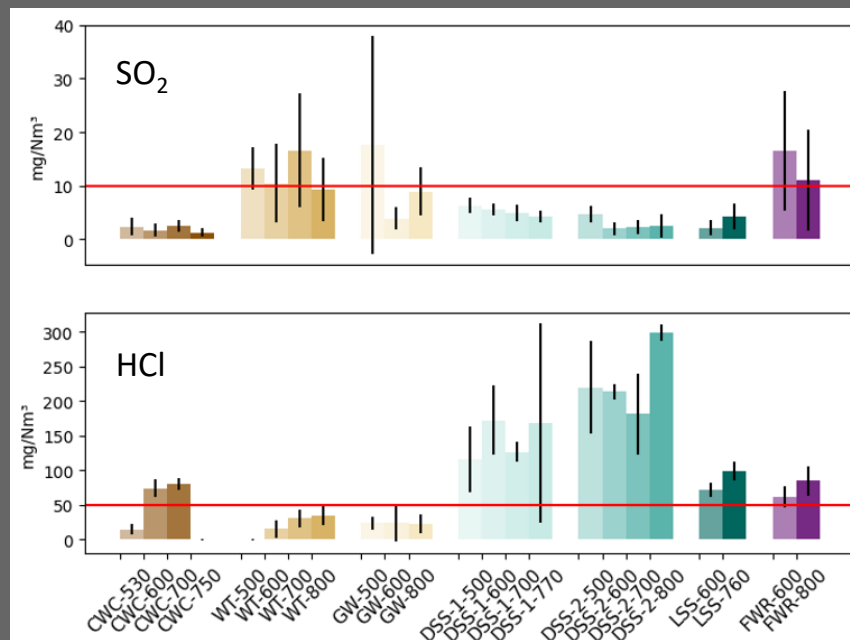 40
SO₂
30
20
10
0
mg/Nm³
300
HCl
250
200
150
100
50
0
mg/Nm³
CWC-530
CWC-600
CWC-700
CWC-750
WT-500
WT-600
WT-700
WT-800
GW-500
GW-600
GW-800
DSS-1-500
DSS-1-600
DSS-1-700
DSS-1-770
DSS-2-500
DSS-2-600
DSS-2-700
DSS-2-800
LSS-600
LSS-760
FWR-600
FWR-800